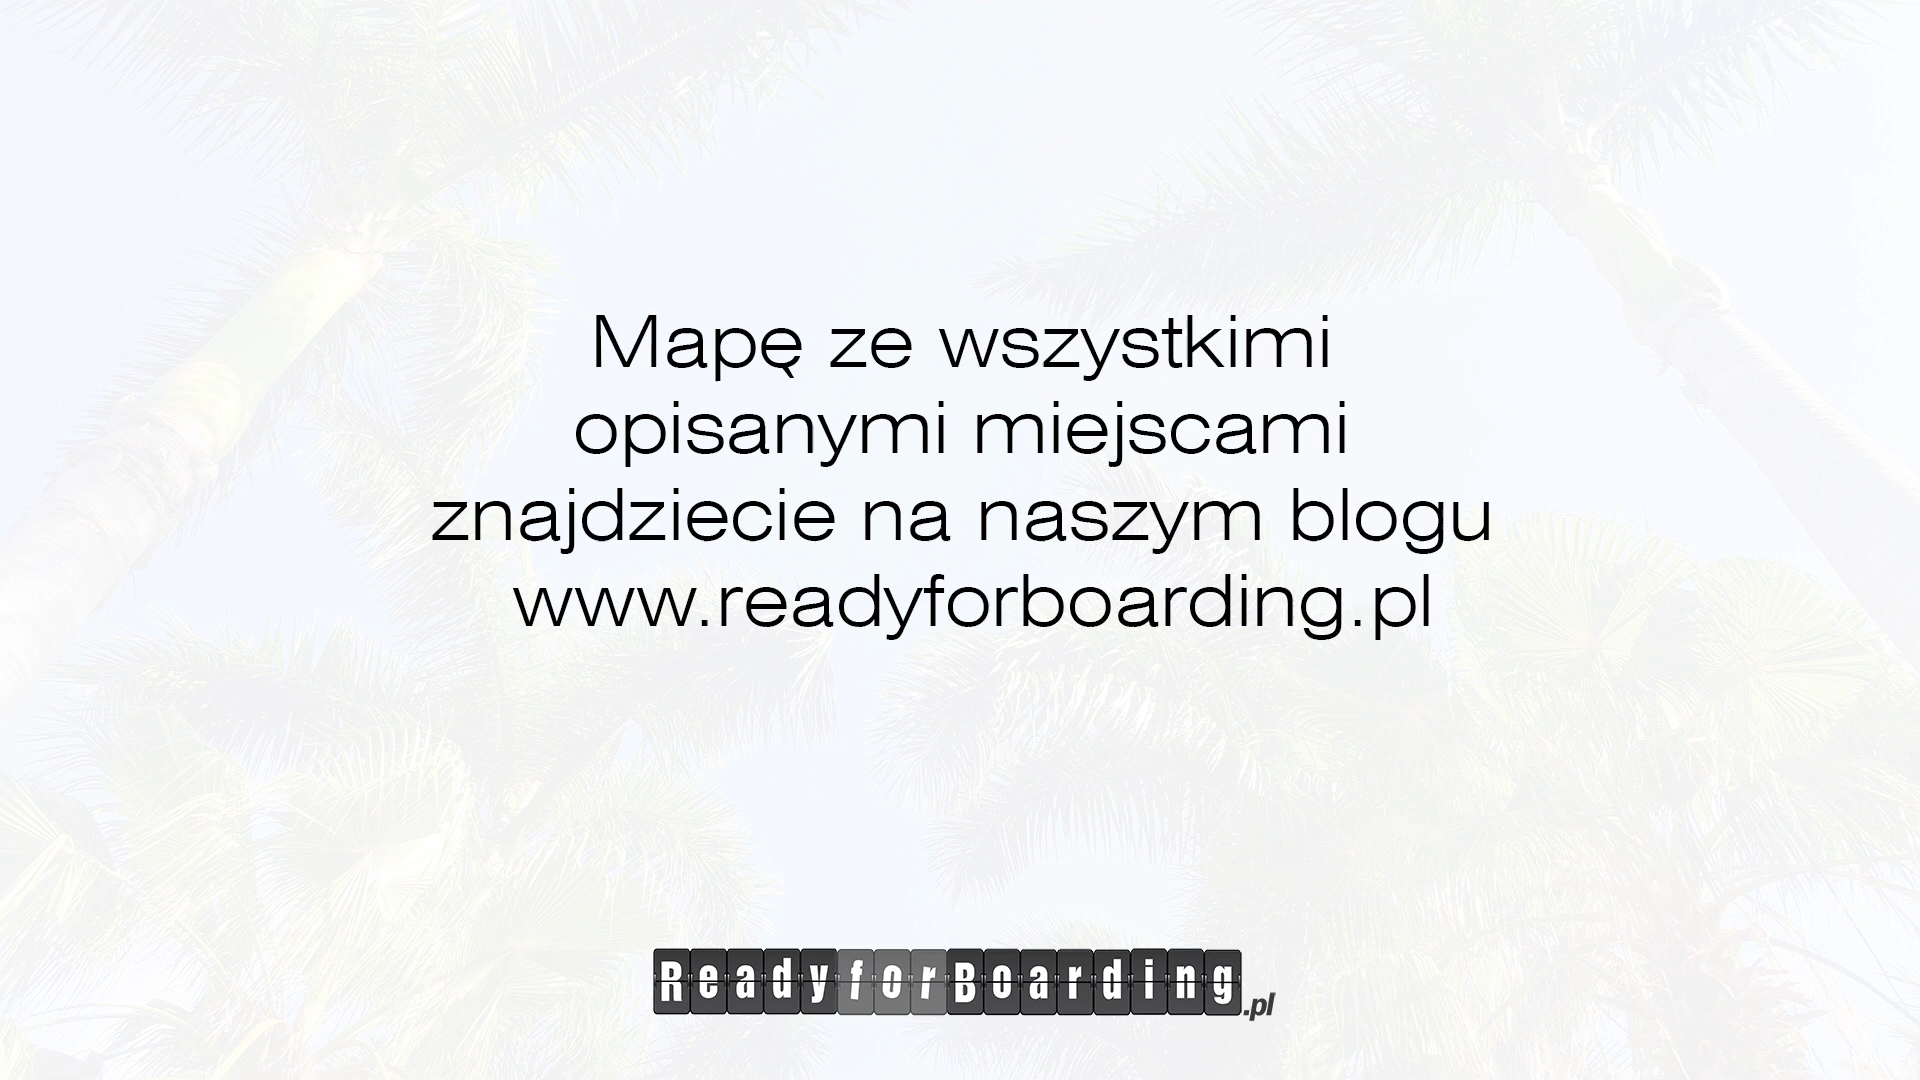 Mapę ze wszystkimi
opisanymi miejscami
znajdziecie na naszym blogu
www.readyforboarding.pl
ReadyforBoarding.pl